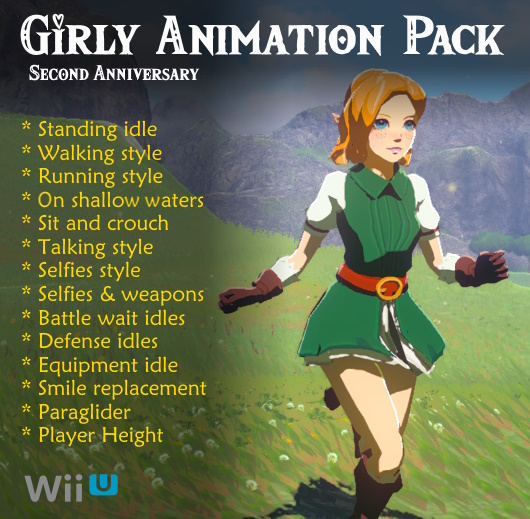 Girly Animation Pack
Second Anniversary
* Standing idle
* Walking style
* Running style
* On shallow waters
* Sit and crouch
* Talking style
* Selfies style
* Selfies & weapons
* Battle wait idles
* Defense idles
* Equipment idle
* Smile replacement
* Paraglider
* Player Height
Wii U